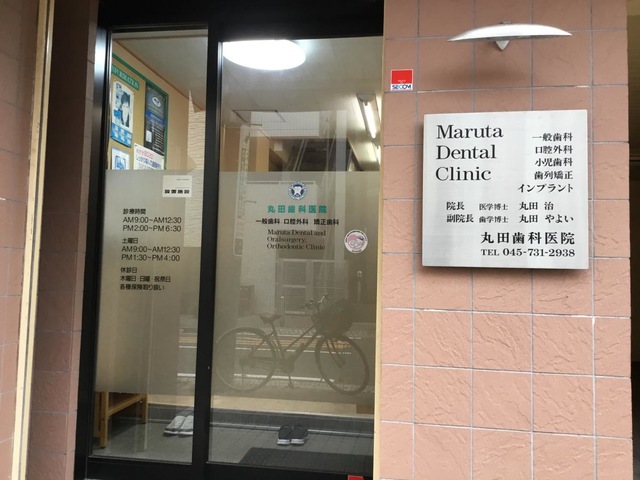 SECOM
Maruta
Dental
Clinic
一般歯科
口腔外科
小児歯科
歯列矯正
インプラント
院長 医学博士 丸田 治
副院長 歯学博士 丸田 やよい
丸田歯科医院
TEL 045-731-2938
診療時間
AM9:00~AM12:30
PM2:00~PM6:30
土曜日
AM9:00~AM12:30
PM1:30~PM4:00
休診日
木曜日 日曜・祝祭日
各種保険取り扱い
丸田歯科医院
一般歯科 口腔外科 矯正歯科
Maruta Dental and
Oralsurgery,
Orthodontic Clinic